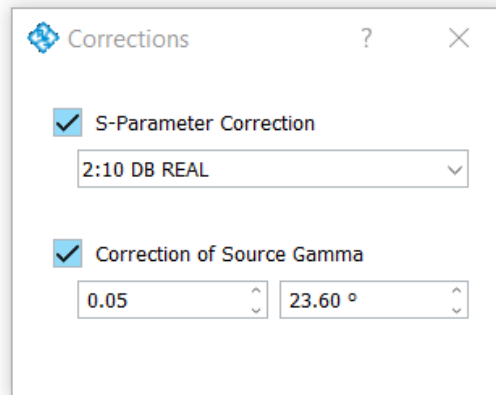 Corrections ?
S-Parameter Correction
2:10 DB REAL
Correction of Source Gamma
0.05 23.60 º